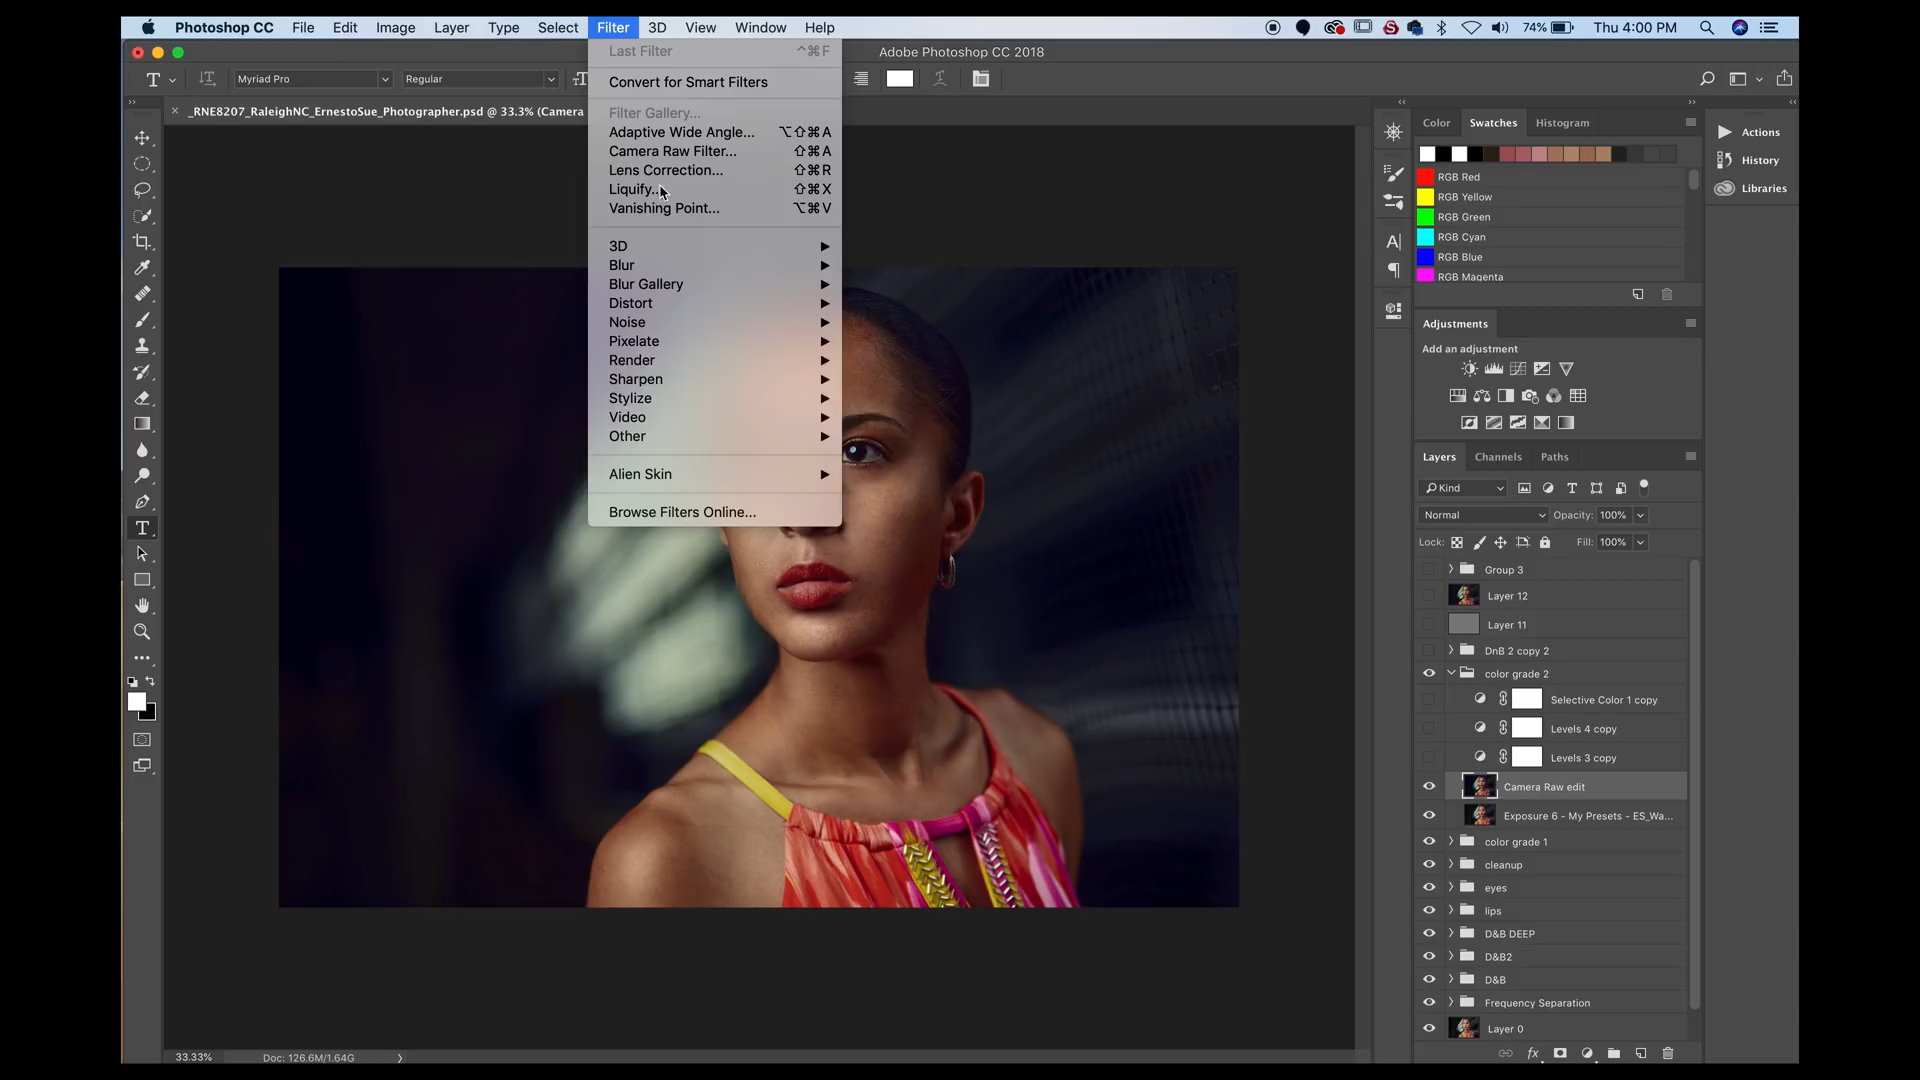 Photoshop CC File Edit Image Layer Type Select Filter 3D View Window Help 74% Thu 4:00 PM
Adobe Photoshop CC 2018
Myriad Pro Regular
_RNE8207_RaleighNC_ErnestoSue_Photographer.psd @ 33.3% (Camera
Last Filter ^⌘F
Convert for Smart Filters
Filter Gallery...
Adaptive Wide Angle... ⌥⇧⌘A
Camera Raw Filter... ⇧⌘A
Lens Correction... ⇧⌘R
Liquify... ⇧⌘X
Vanishing Point... ⌥⌘V
3D
Blur
Blur Gallery
Distort
Noise
Pixelate
Render
Sharpen
Stylize
Video
Other
Alien Skin
Browse Filters Online...
Color Swatches Histogram
RGB Red
RGB Yellow
RGB Green
RGB Cyan
RGB Blue
RGB Magenta
Actions
History
Libraries
Adjustments
Add an adjustment
Layers Channels Paths
Kind
Normal Opacity: 100%
Lock: Fill: 100%
Group 3
Layer 12
Layer 11
DnB 2 copy 2
color grade 2
Selective Color 1 copy
Levels 4 copy
Levels 3 copy
Camera Raw edit
Exposure 6 - My Presets - ES_Wa...
color grade 1
cleanup
eyes
lips
D&B DEEP
D&B2
D&B
Frequency Separation
Layer 0
fx
33.33% Doc: 126.6M/1.64G